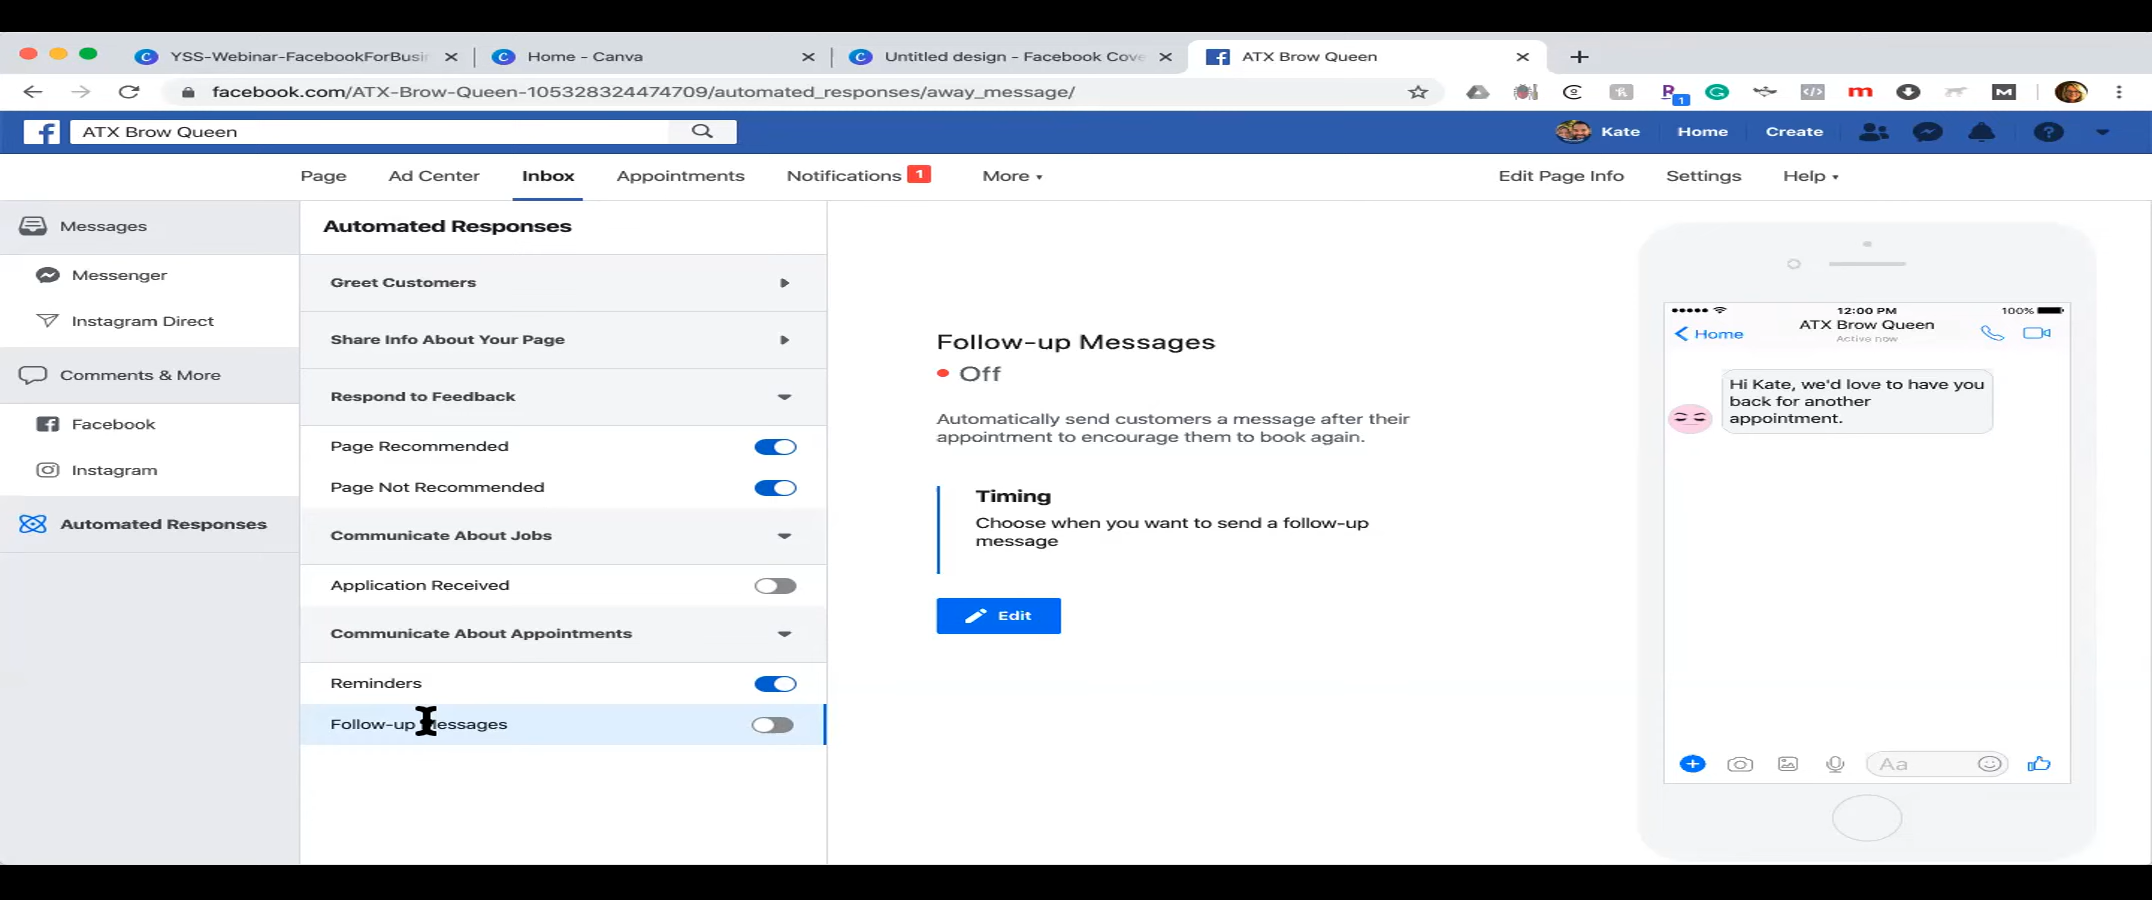 YSS-Webinar-FacebookForBusi
Home - Canva
Untitled design - Facebook Cove
ATX Brow Queen
facebook.com/ATX-Brow-Queen-105328324474709/automated_responses/away_message/
1
ATX Brow Queen
Kate
Home
Create
Page
Ad Center
Inbox
Appointments
Notifications
1
More
Edit Page Info
Settings
Help
Messages
Messenger
Instagram Direct
Comments & More
Facebook
Instagram
Automated Responses
Automated Responses
Greet Customers
Share Info About Your Page
Respond to Feedback
Page Recommended
Page Not Recommended
Communicate About Jobs
Application Received
Communicate About Appointments
Reminders
Follow-up Messages
Follow-up Messages
Off
Automatically send customers a message after their
appointment to encourage them to book again.
Timing
Choose when you want to send a follow-up
message
Edit
12:00 PM
100%
Home
ATX Brow Queen
Active now
Hi Kate, we'd love to have you
back for another
appointment.
Aa